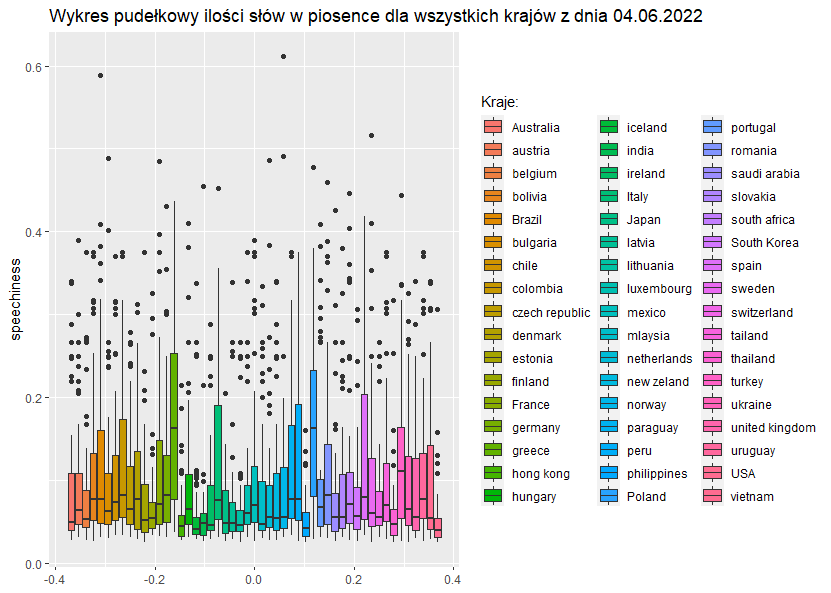 Wykres pudełkowy ilości słów w piosence dla wszystkich krajów z dnia 04.06.2022
speechiness
0.6
0.4
0.2
0.0
-0.4 -0.2 0.0 0.2 0.4
Kraje:
Australia
austria
belgium
bolivia
Brazil
bulgaria
chile
colombia
czech republic
denmark
estonia
finland
France
germany
greece
hong kong
hungary
iceland
india
ireland
Italy
Japan
latvia
lithuania
luxembourg
mexico
mlaysia
netherlands
new zeland
norway
paraguay
peru
philippines
Poland
portugal
romania
saudi arabia
slovakia
south africa
South Korea
spain
sweden
switzerland
tailand
thailand
turkey
ukraine
united kingdom
uruguay
USA
vietnam